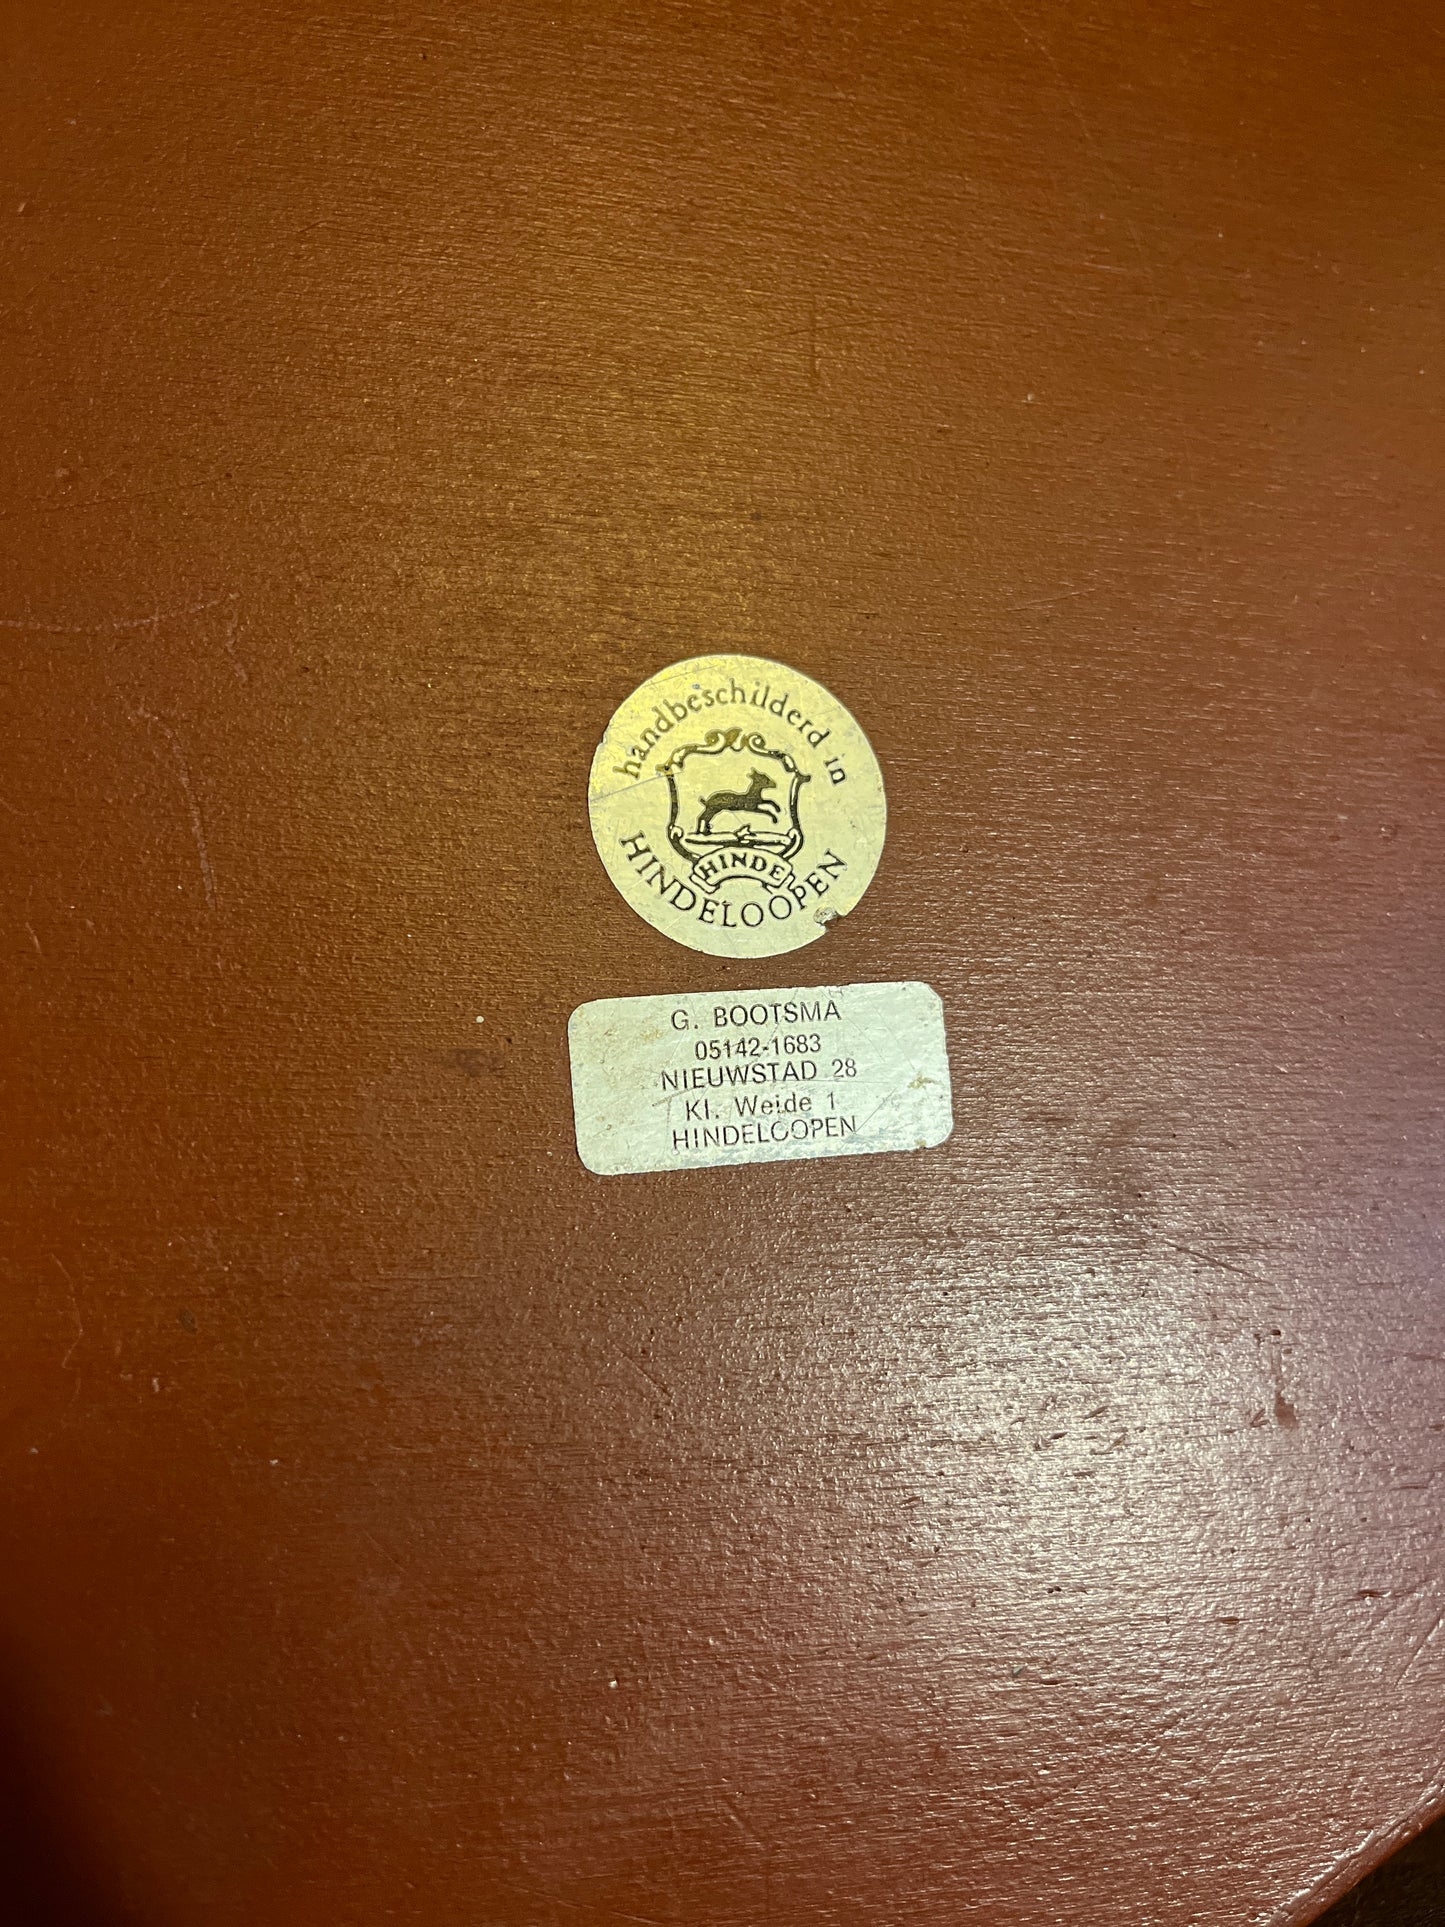 handbeschilderd in
HINDE
HINDELOOPEN
G. BOOTSMA
05142-1683
NIEUWSTAD 28
Kl. Weide 1
HINDELOOPEN